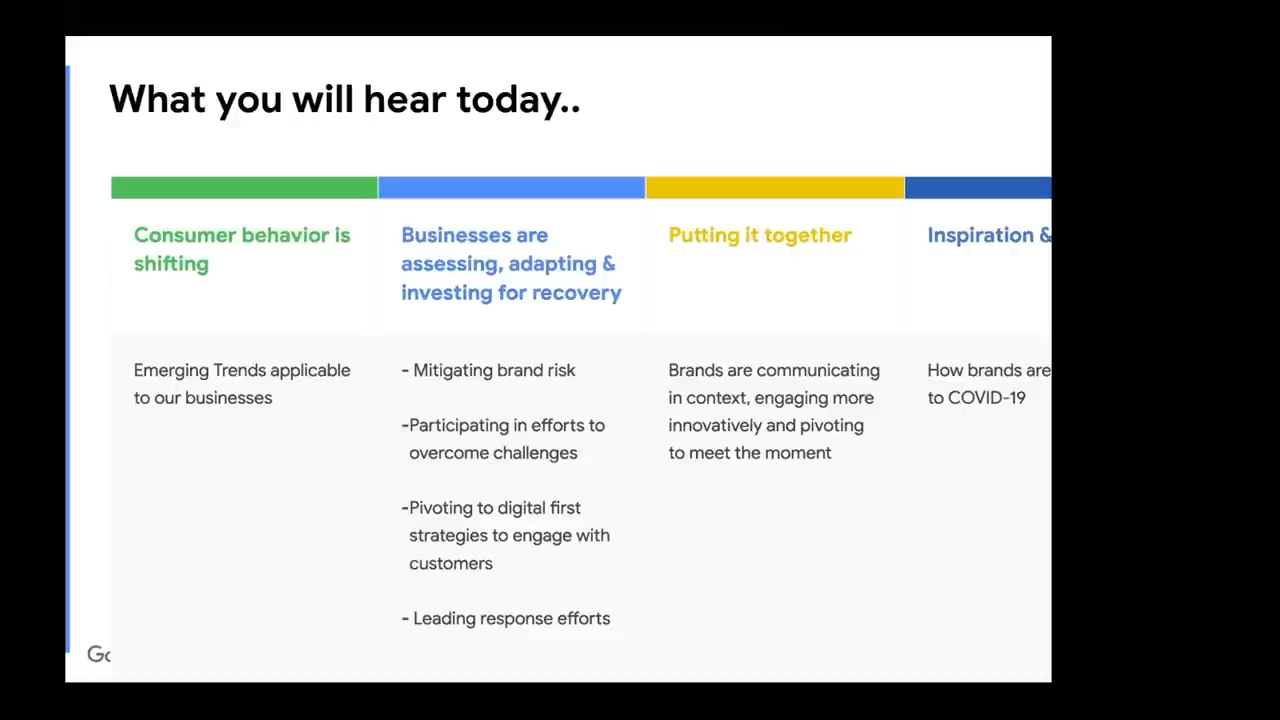 What you will hear today..
Consumer behavior is
shifting
Businesses are
assessing, adapting &
investing for recovery
Putting it together
Inspiration &
Emerging Trends applicable
to our businesses
- Mitigating brand risk
-Participating in efforts to
overcome challenges
-Pivoting to digital first
strategies to engage with
customers
- Leading response efforts
Brands are communicating
in context, engaging more
innovatively and pivoting
to meet the moment
How brands are
to COVID-19